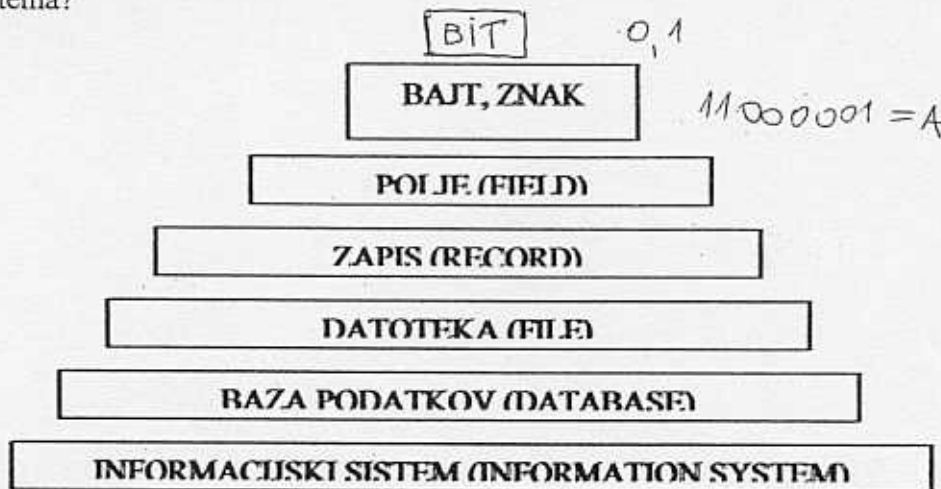 BIT 0,1
BAJT, ZNAK
11000001 = A
POLJE (FIELD)
ZAPIS (RECORD)
DATOTEKA (FILE)
BAZA PODATKOV (DATABASE)
INFORMACIJSKI SISTEM (INFORMATION SYSTEM)